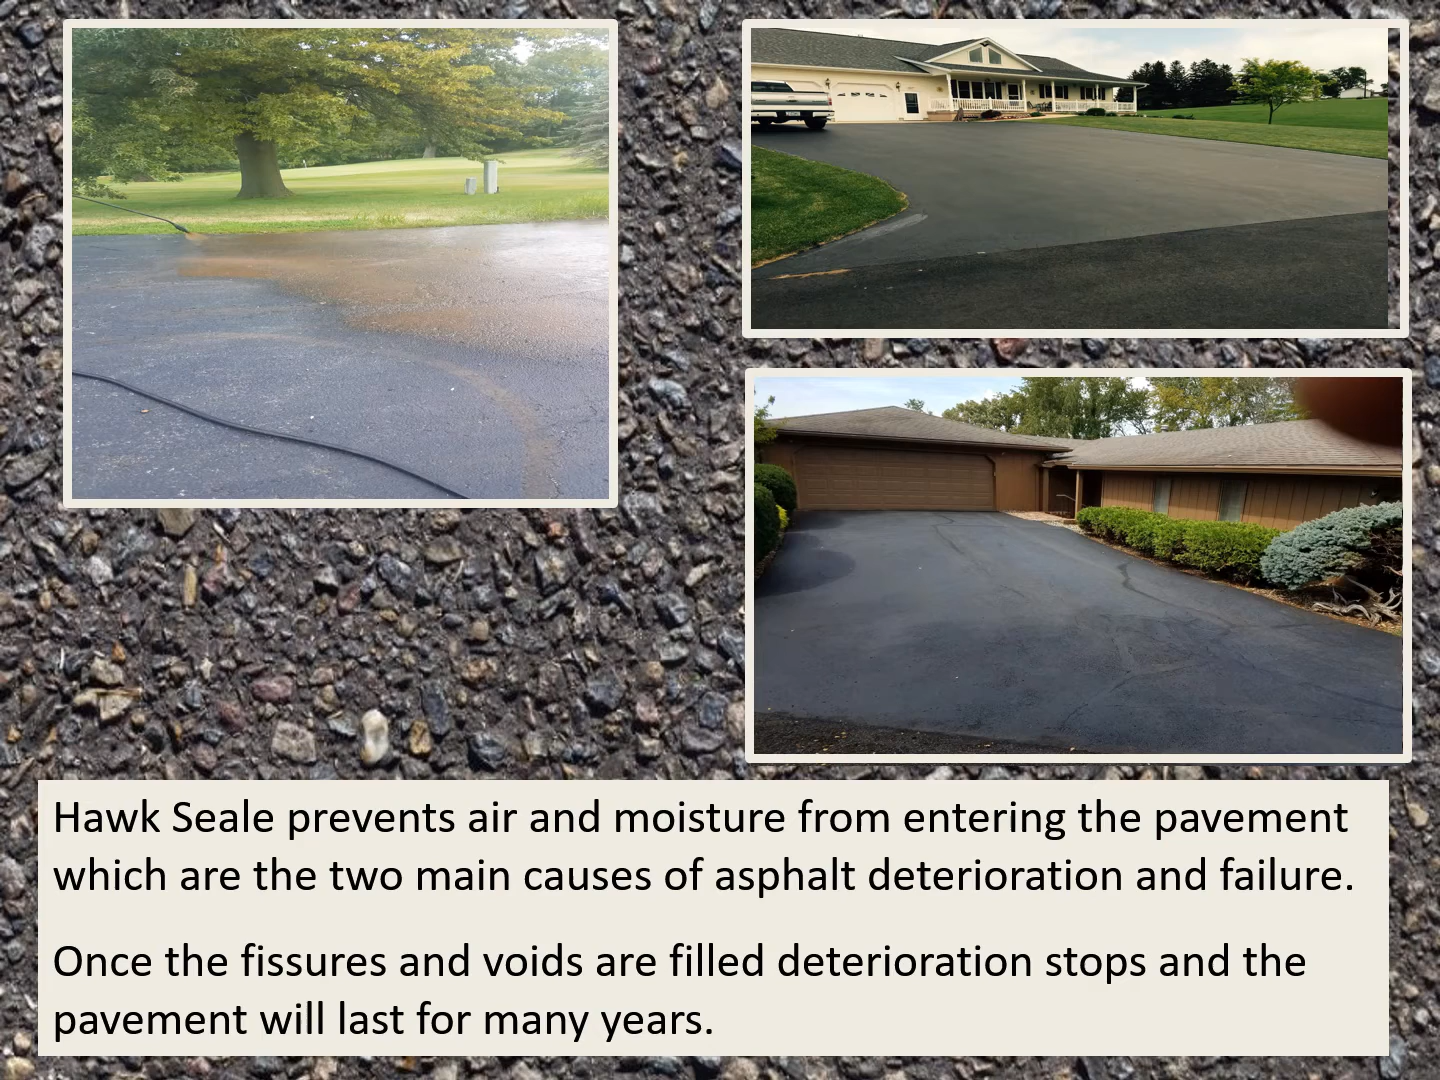 Hawk Seale prevents air and moisture from entering the pavement
which are the two main causes of asphalt deterioration and failure.
Once the fissures and voids are filled deterioration stops and the
pavement will last for many years.